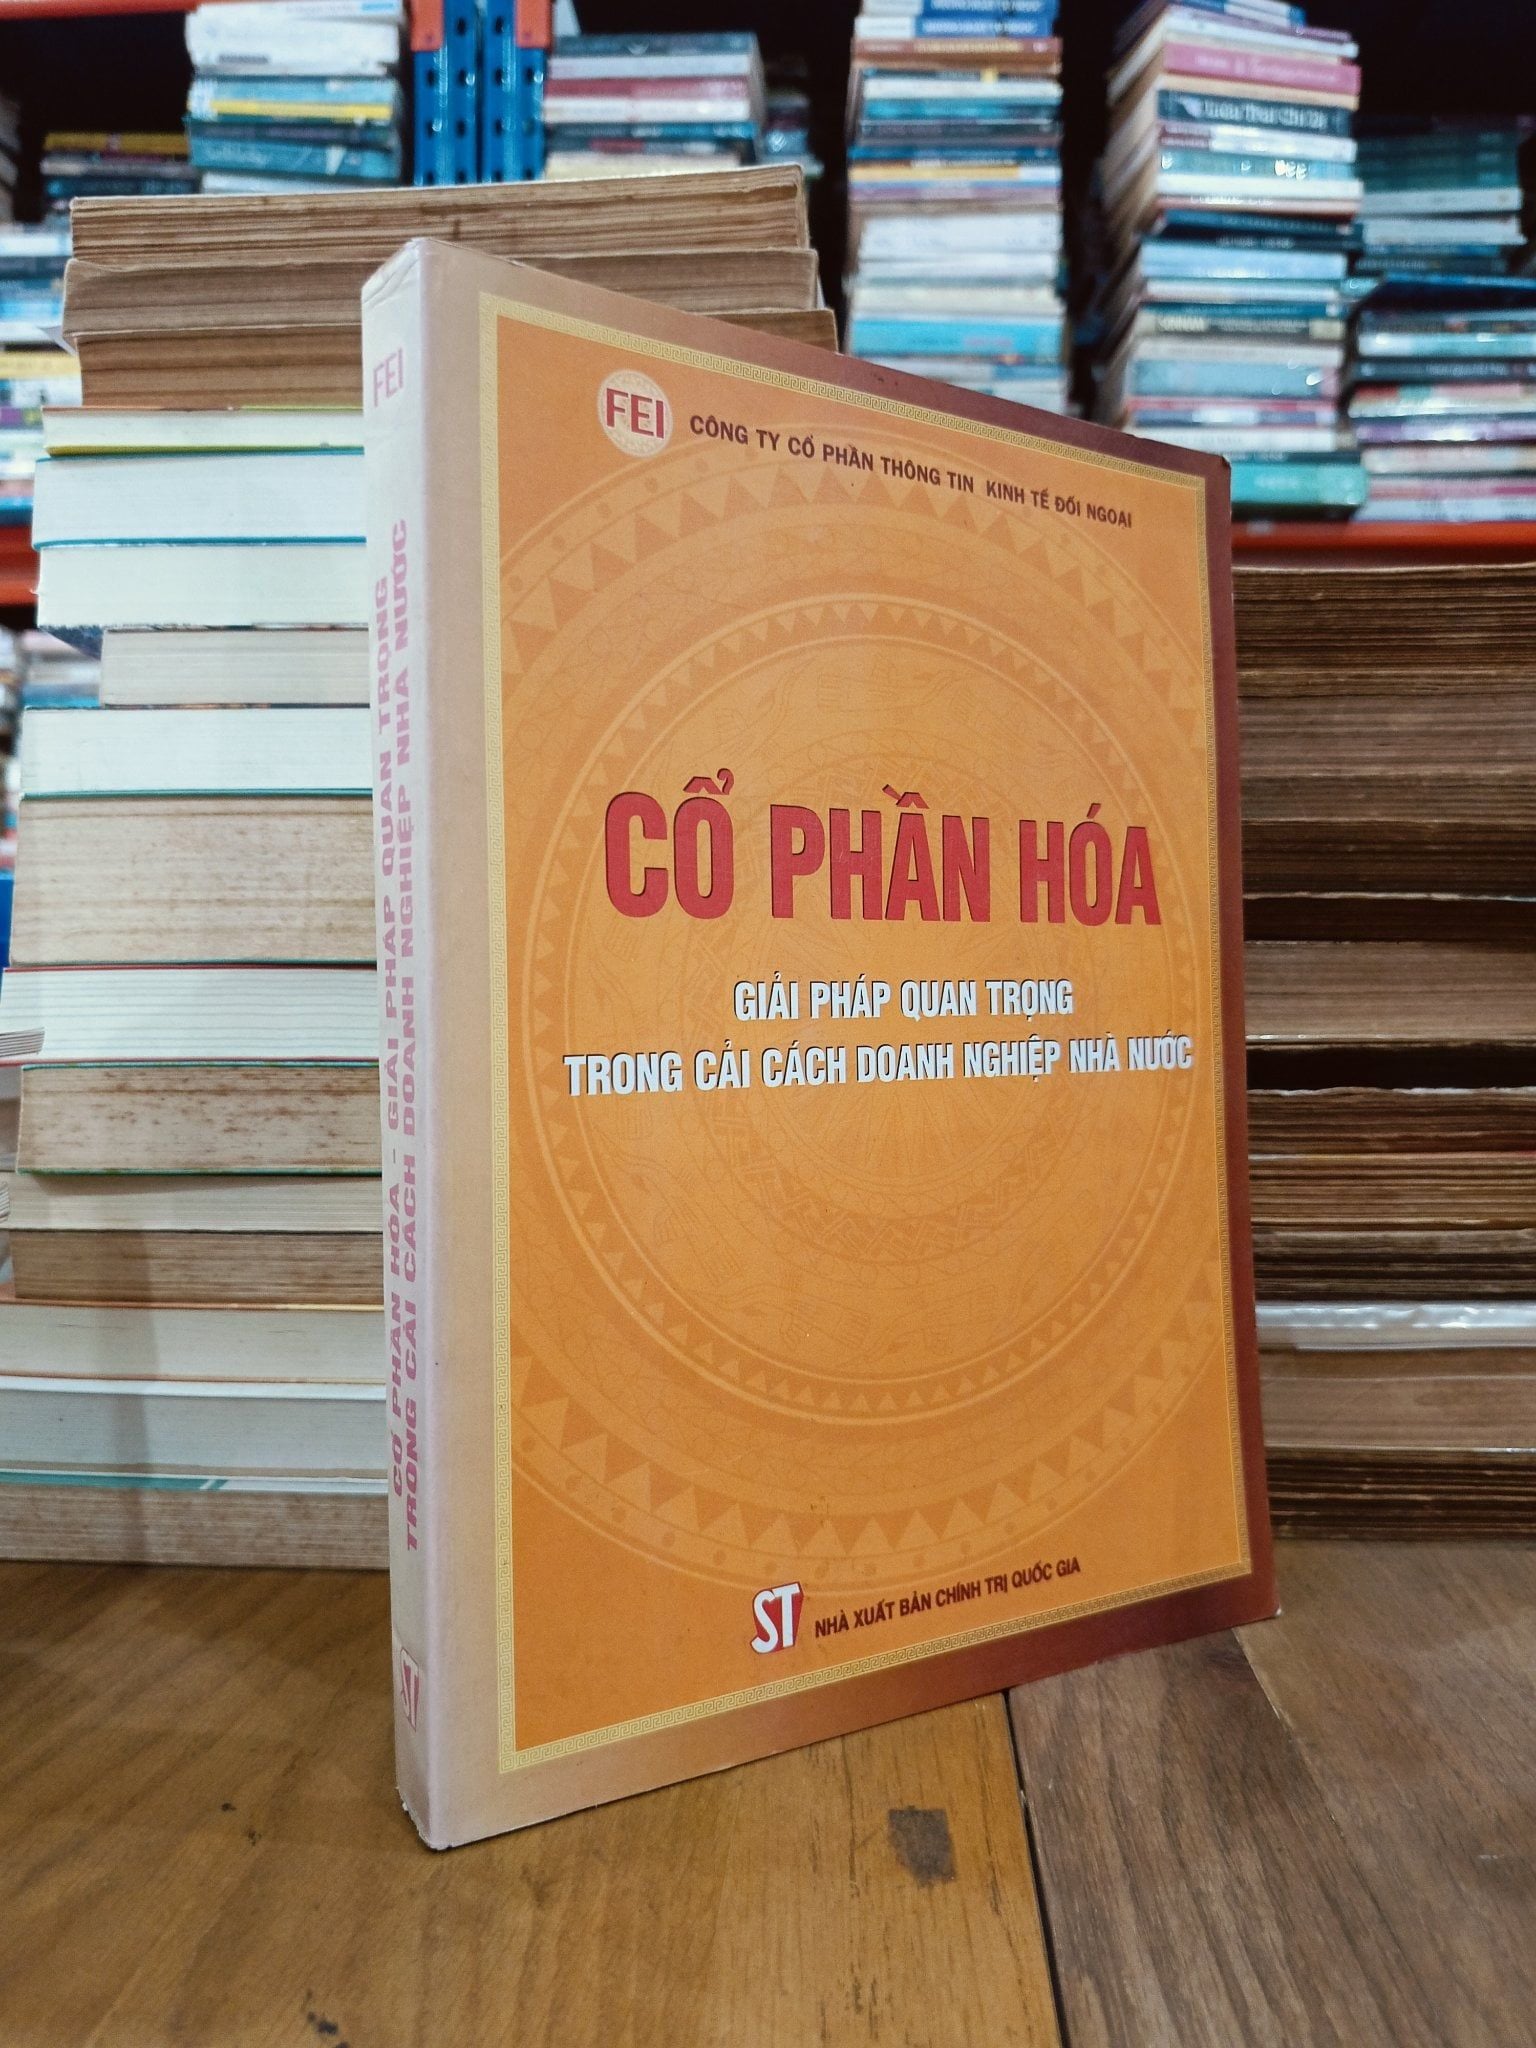 FEI
CÔNG TY CỔ PHẦN THÔNG TIN KINH TẾ ĐỐI NGOẠI
CỔ PHẦN HÓA
GIẢI PHÁP QUAN TRỌNG
TRONG CẢI CÁCH DOANH NGHIỆP NHÀ NƯỚC
ST NHÀ XUẤT BẢN CHÍNH TRỊ QUỐC GIA
FEI
CỔ PHẦN HÓA - GIẢI PHÁP QUAN TRỌNG
TRONG CẢI CÁCH DOANH NGHIỆP NHÀ NƯỚC
ST